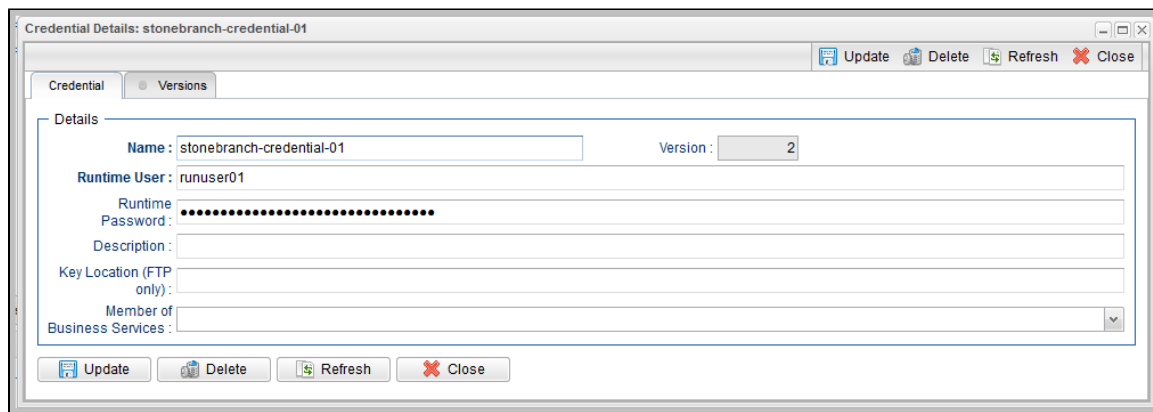 Credential Details: stonebranch-credential-01
Update Delete Refresh Close
Credential Versions
Details
Name : stonebranch-credential-01 Version : 2
Runtime User : runuser01
Runtime
Password : ••••••••••••••••••••••••••••••••
Description :
Key Location (FTP
only) :
Member of
Business Services :
Update Delete Refresh Close